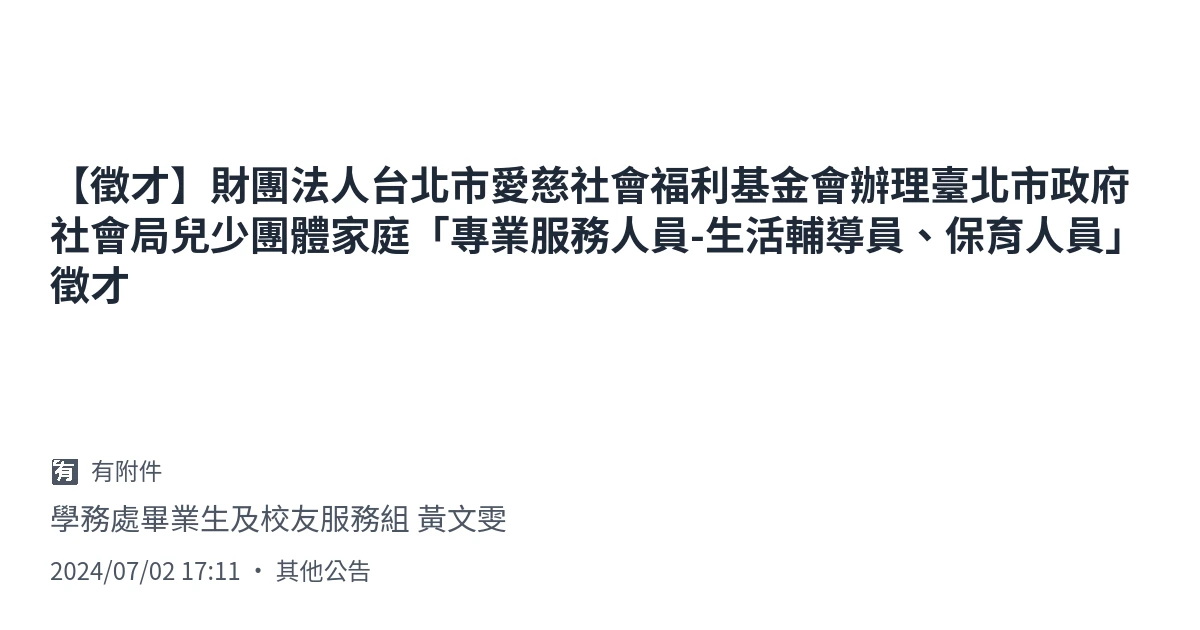 【徵才】財團法人台北市愛慈社會福利基金會辦理臺北市政府
社會局兒少團體家庭「專業服務人員-生活輔導員、保育人員」
徵才
有 有附件
學務處畢業生及校友服務組 黃文雯
2024/07/02 17:11 • 其他公告